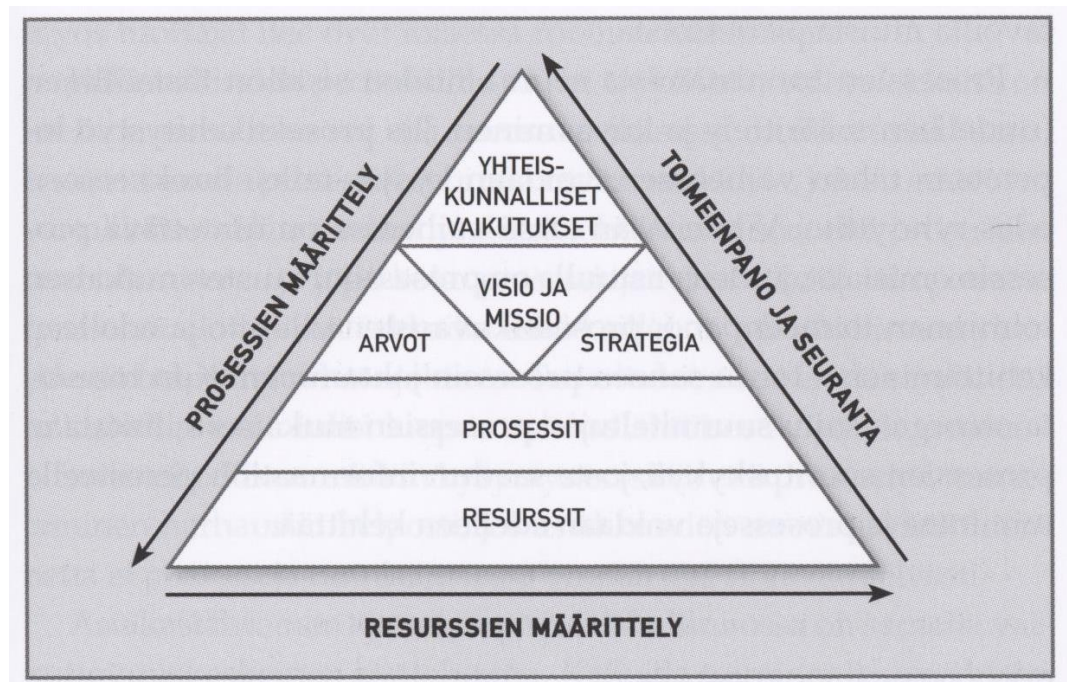 YHTEIS-
KUNNALLISET
VAIKUTUKSET
PROSESSIEN MÄÄRITTELY
TOIMEENPANO JA SEURANTA
VISIO JA
MISSIO
ARVOT
STRATEGIA
PROSESSIT
RESURSSIT
RESURSSIEN MÄÄRITTELY